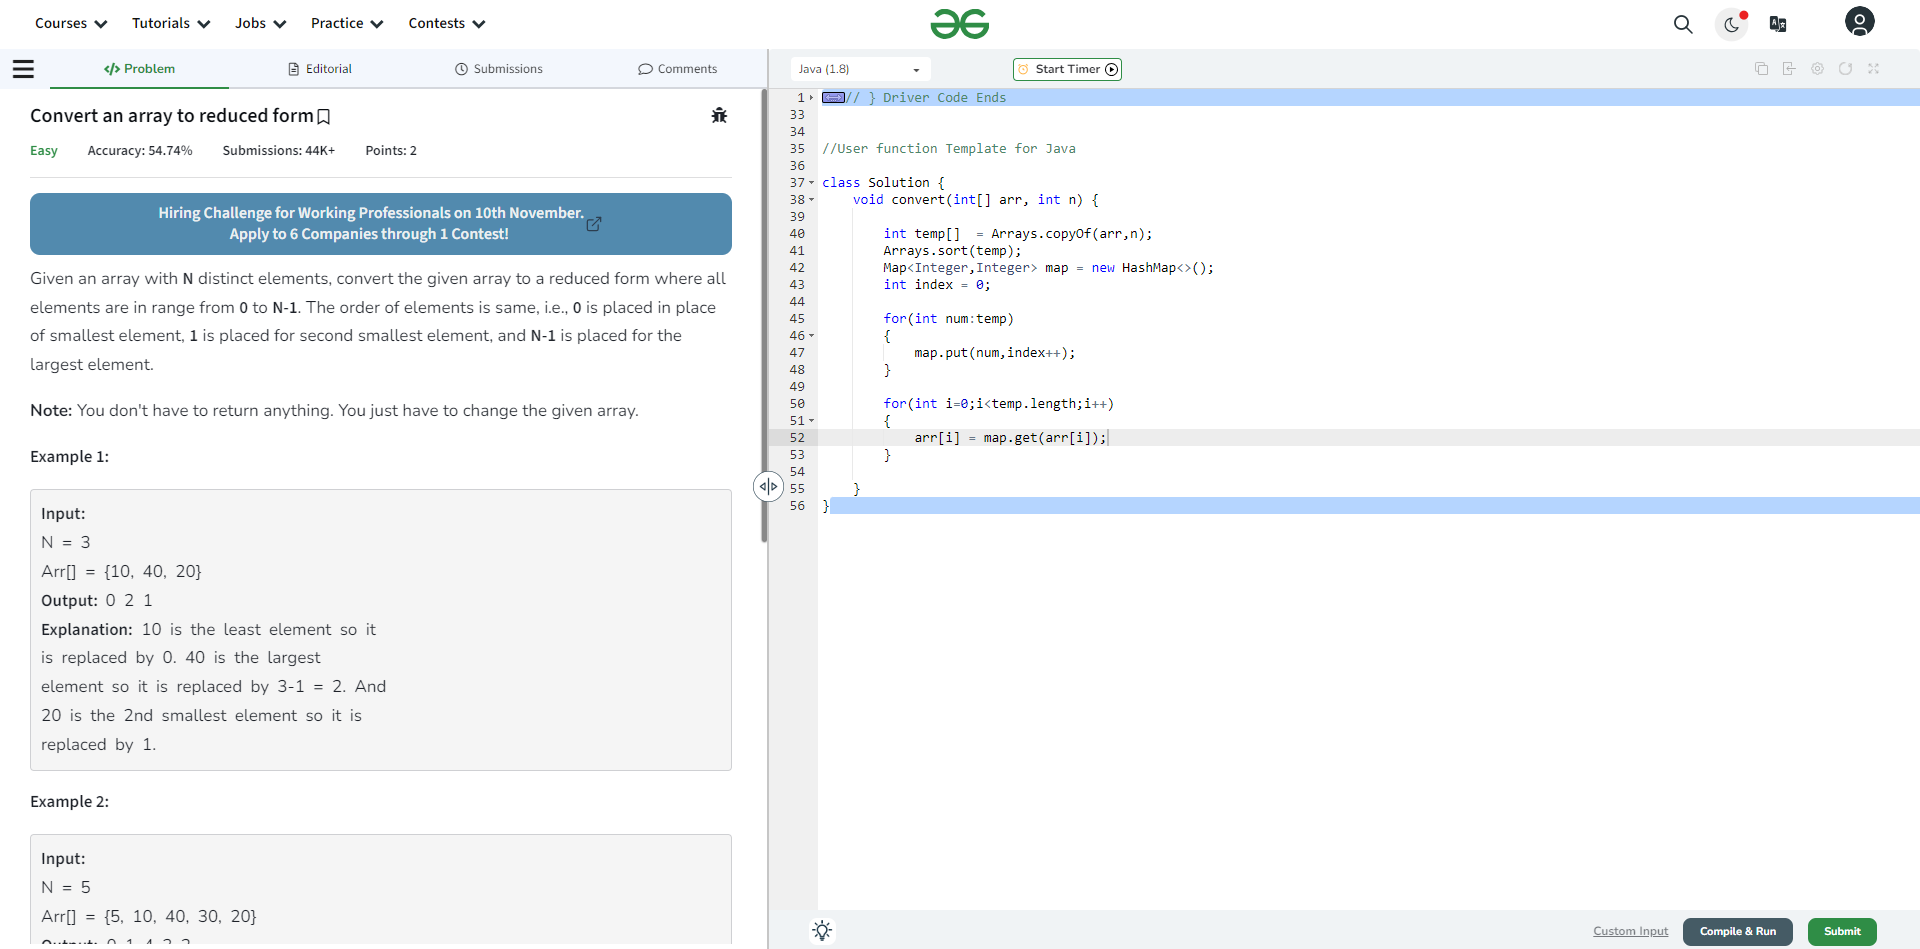 Courses
Tutorials
Jobs
Practice
Contests
Problem
Editorial
Submissions
Comments
Java (1.8)
Start Timer
Convert an array to reduced form
Easy
Accuracy: 54.74%
Submissions: 44K+
Points: 2
Hiring Challenge for Working Professionals on 10th November.
Apply to 6 Companies through 1 Contest!
Given an array with N distinct elements, convert the given array to a reduced form where all
elements are in range from 0 to N-1. The order of elements is same, i.e., 0 is placed in place
of smallest element, 1 is placed for second smallest element, and N-1 is placed for the
largest element.
Note: You don't have to return anything. You just have to change the given array.
Example 1:
Input:
N = 3
Arr[] = {10, 40, 20}
Output: 0 2 1
Explanation: 10 is the least element so it
is replaced by 0. 40 is the largest
element so it is replaced by 3-1 = 2. And
20 is the 2nd smallest element so it is
replaced by 1.
Example 2:
Input:
N = 5
Arr[] = {5, 10, 40, 30, 20}
1 // } Driver Code Ends
33
34
35 //User function Template for Java
36
37 class Solution {
38 void convert(int[] arr, int n) {
39
40 int temp[]  = Arrays.copyOf(arr,n);
41 Arrays.sort(temp);
42 Map<Integer,Integer> map = new HashMap<>();
43 int index = 0;
44
45 for(int num:temp)
46 {
47 map.put(num,index++);
48 }
49
50 for(int i=0;i<temp.length;i++)
51 {
52 arr[i] = map.get(arr[i]);
53 }
54
55 }
56 }
Custom Input
Compile & Run
Submit